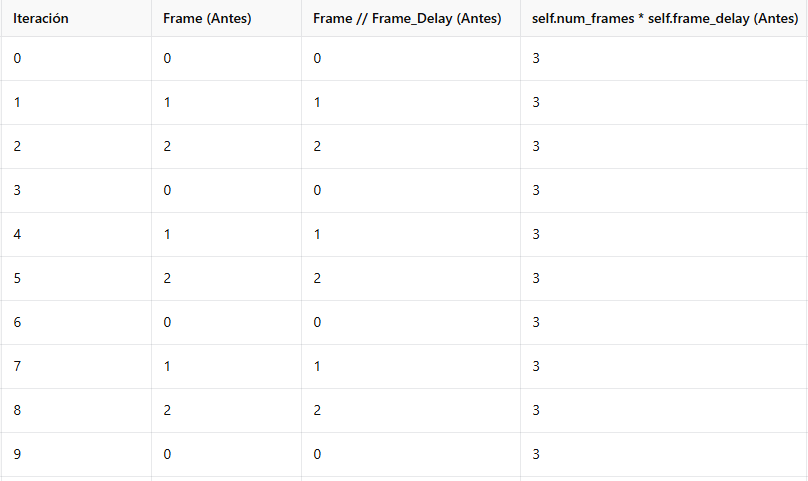 Iteración Frame (Antes) Frame // Frame_Delay (Antes) self.num_frames * self.frame_delay (Antes)
0 0 0 3
1 1 1 3
2 2 2 3
3 0 0 3
4 1 1 3
5 2 2 3
6 0 0 3
7 1 1 3
8 2 2 3
9 0 0 3